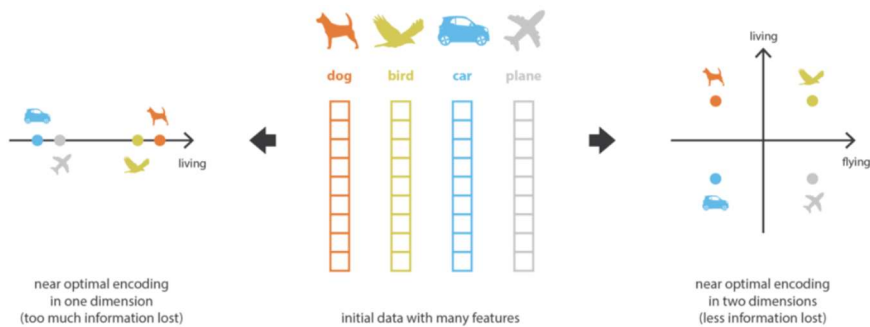 dog bird car plane
living
near optimal encoding
in one dimension
(too much information lost)
initial data with many features
living
flying
near optimal encoding
in two dimensions
(less information lost)